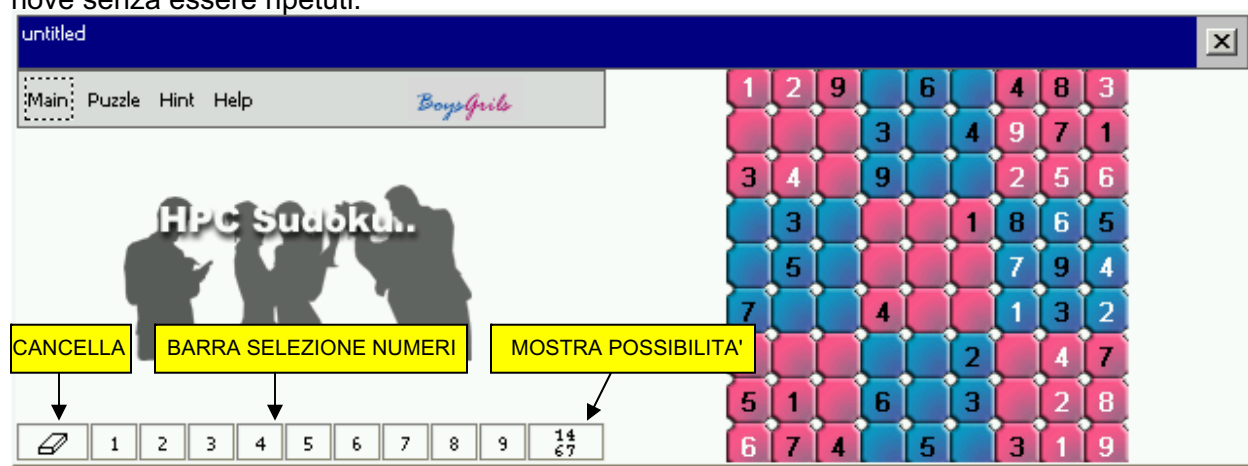 nove senza essere ripetuti.
untitled
Main Puzzle Hint Help BoysGrils
HPC Sudoku..
CANCELLA BARRA SELEZIONE NUMERI MOSTRA POSSIBILITA'
1 2 3 4 5 6 7 8 9 14 67
1 2 9 6 4 8 3
3 4 9 7 1
3 4 9 2 5 6
3 1 8 6 5
5 7 9 4
7 4 1 3 2
2 4 7
5 1 6 3 2 8
6 7 4 5 3 1 9